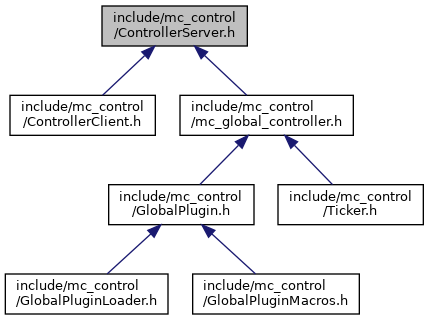 include/mc_control
/ControllerServer.h
include/mc_control
/ControllerClient.h
include/mc_control
/mc_global_controller.h
include/mc_control
/GlobalPlugin.h
include/mc_control
/Ticker.h
include/mc_control
/GlobalPluginLoader.h
include/mc_control
/GlobalPluginMacros.h